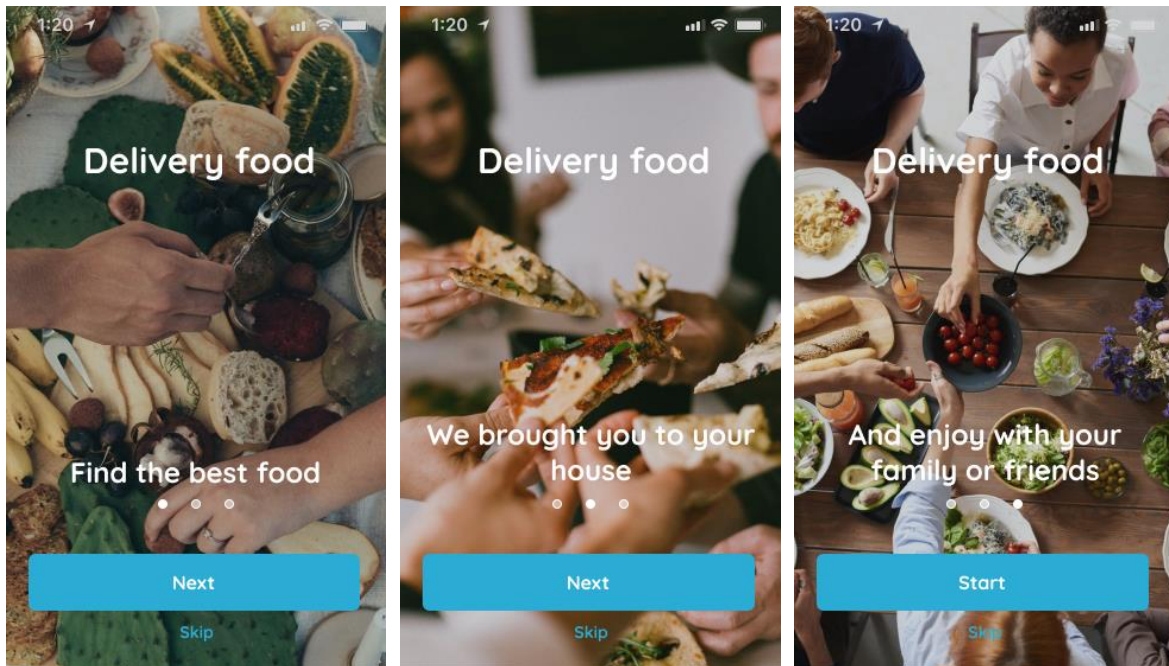 1:20
Delivery food
Find the best food
Next
Skip
1:20
Delivery food
We brought you to your
house
Next
Skip
1:20
Delivery food
And enjoy with your
family or friends
Start
Skip